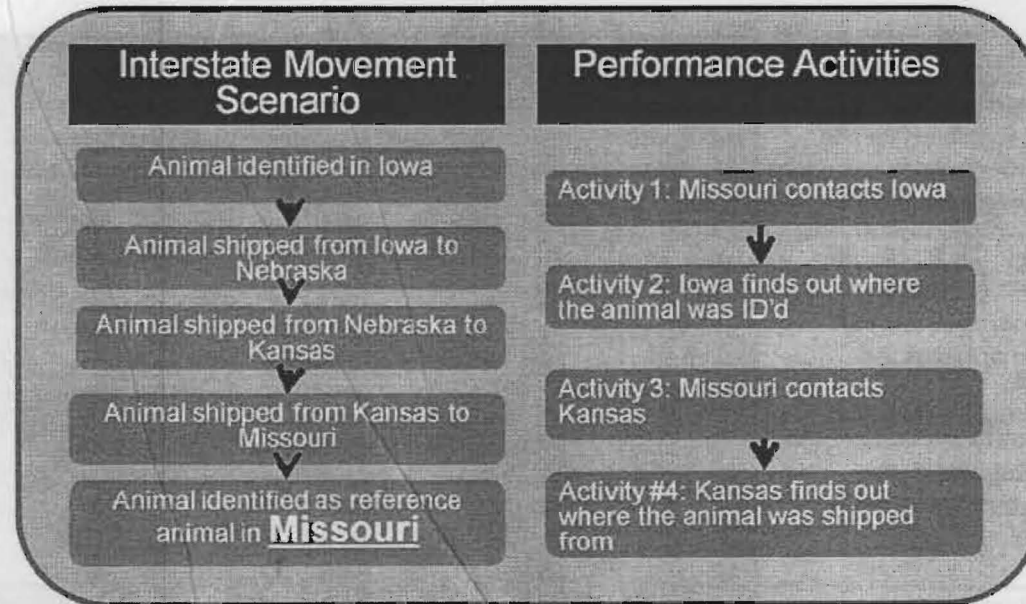 Interstate Movement
Scenario
Animal identified in Iowa
Animal shipped from Iowa to
Nebraska
Animal shipped from Nebraska to
Kansas
Animal shipped from Kansas to
Missouri
Animal identified as reference
animal in Missouri
Performance Activities
Activity 1: Missouri contacts Iowa
Activity 2: Iowa finds out where
the animal was ID'd
Activity 3: Missouri contacts
Kansas
Activity #4: Kansas finds out
where the animal was shipped
from